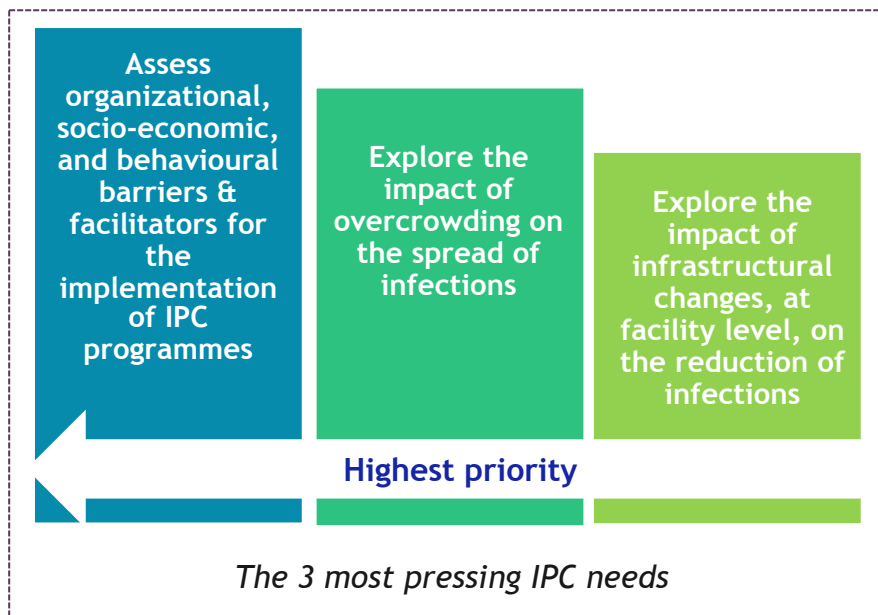 Assess
organizational,
socio-economic,
and behavioural
barriers &
facilitators for
the
implementation
of IPC
programmes
Explore the
impact of
overcrowding on
the spread of
infections
Explore the
impact of
infrastructural
changes, at
facility level, on
the reduction of
infections
Highest priority
The 3 most pressing IPC needs